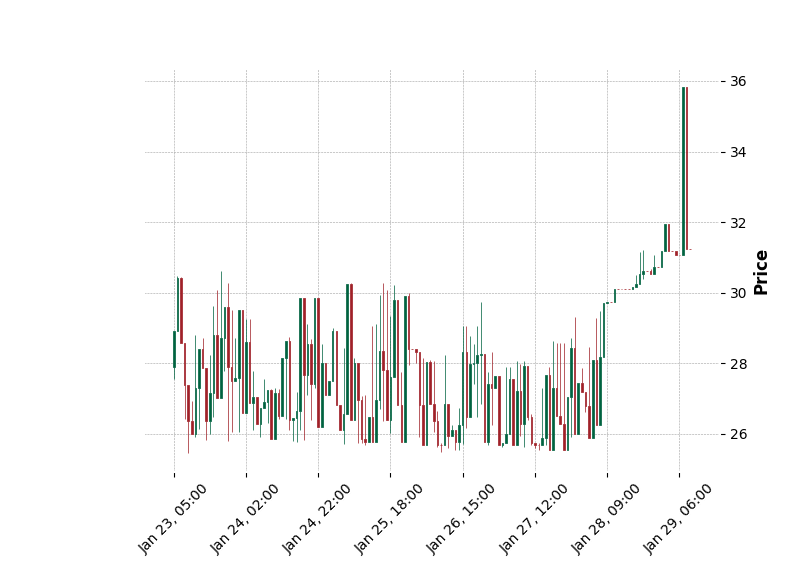 36
34
32
30
28
26
Price
Jan 23, 05:00
Jan 24, 02:00
Jan 24, 22:00
Jan 25, 18:00
Jan 26, 15:00
Jan 27, 12:00
Jan 28, 09:00
Jan 29, 06:00